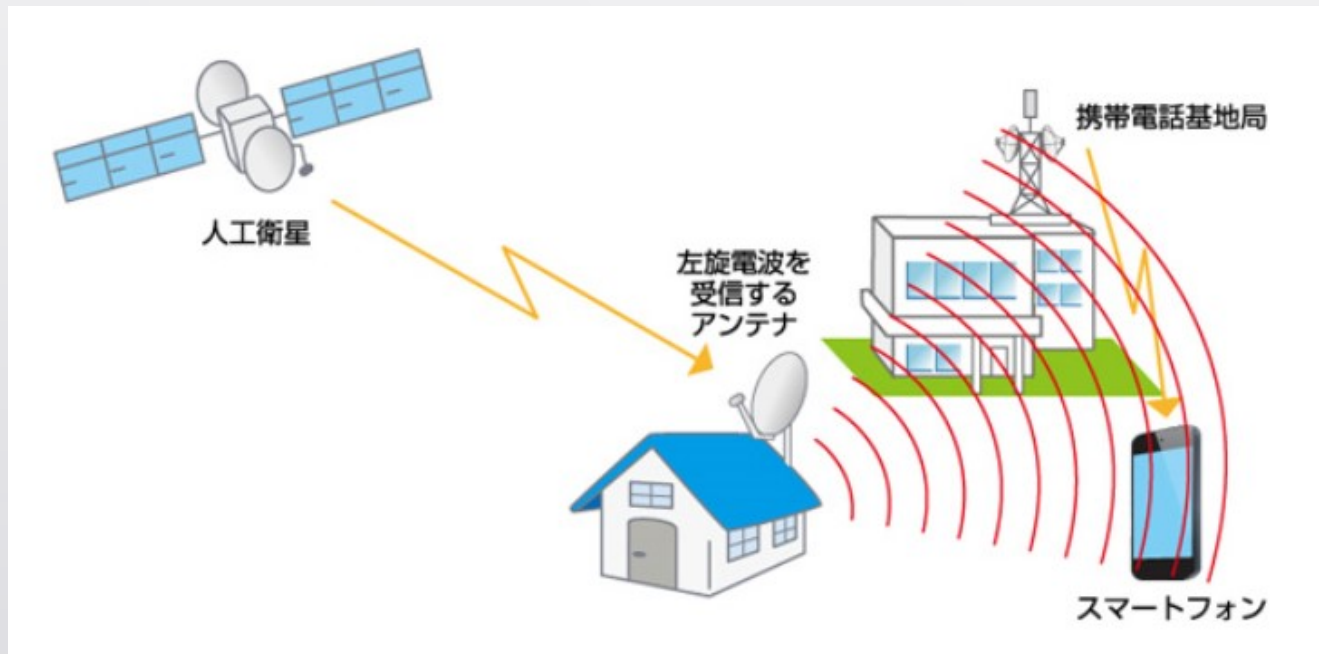 人工衛星
左旋電波を
受信する
アンテナ
携帯電話基地局
スマートフォン